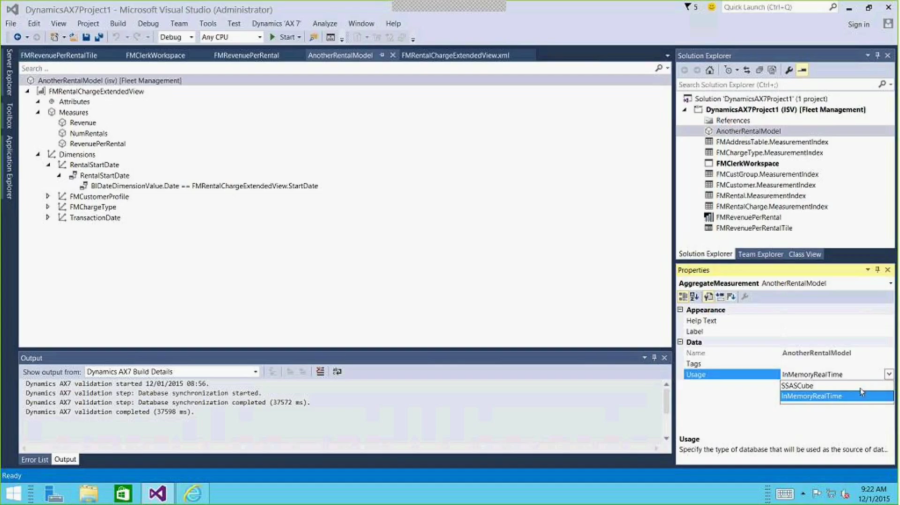 DynamicsAX7Project1 - Microsoft Visual Studio (Administrator)
5
Quick Launch (Ctrl+Q)
File Edit View Project Build Debug Team Tools Test Dynamics 'AX 7' Analyze Window Help
Sign in
Debug Any CPU Start
FMRevenuePerRentalTile FMClerkWorkspace FMRevenuePerRental AnotherRentalModel FMRentalChargeExtendedView.xml
Server Explorer
Toolbox
Application Explorer
Search ..
AnotherRentalModel (isv) [Fleet Management]
FMRentalChargeExtendedView
Attributes
Measures
Revenue
NumRentals
RevenuePerRental
Dimensions
RentalStartDate
RentalStartDate
BIDateDimensionValue.Date == FMRentalChargeExtendedView.StartDate
FMCustomerProfile
FMChargeType
TransactionDate
Output
Show output from: Dynamics AX7 Build Details
Dynamics AX7 validation started 12/01/2015 08:56.
Dynamics AX7 validation step: Database synchronization started.
Dynamics AX7 validation step: Database synchronization completed (37572 ms).
Dynamics AX7 validation completed (37598 ms).
Error List Output
Solution Explorer
Search Solution Explorer (Ctrl+;)
Solution 'DynamicsAX7Project1' (1 project)
DynamicsAX7Project1 (ISV) [Fleet Management]
References
AnotherRentalModel
FMAddressTable.MeasurementIndex
FMChargeType.MeasurementIndex
FMClerkWorkspace
FMCustGroup.MeasurementIndex
FMCustomer.MeasurementIndex
FMRental.MeasurementIndex
FMRentalCharge.MeasurementIndex
FMRevenuePerRental
FMRevenuePerRentalTile
Solution Explorer Team Explorer Class View
Properties
AggregateMeasurement AnotherRentalModel
Appearance
Help Text
Label
Data
Name AnotherRentalModel
Tags
Usage InMemoryRealTime
SSASCube
InMemoryRealTime
Usage
Specify the type of database that will be used as the source of dat...
Ready
9:22 AM
12/1/2015